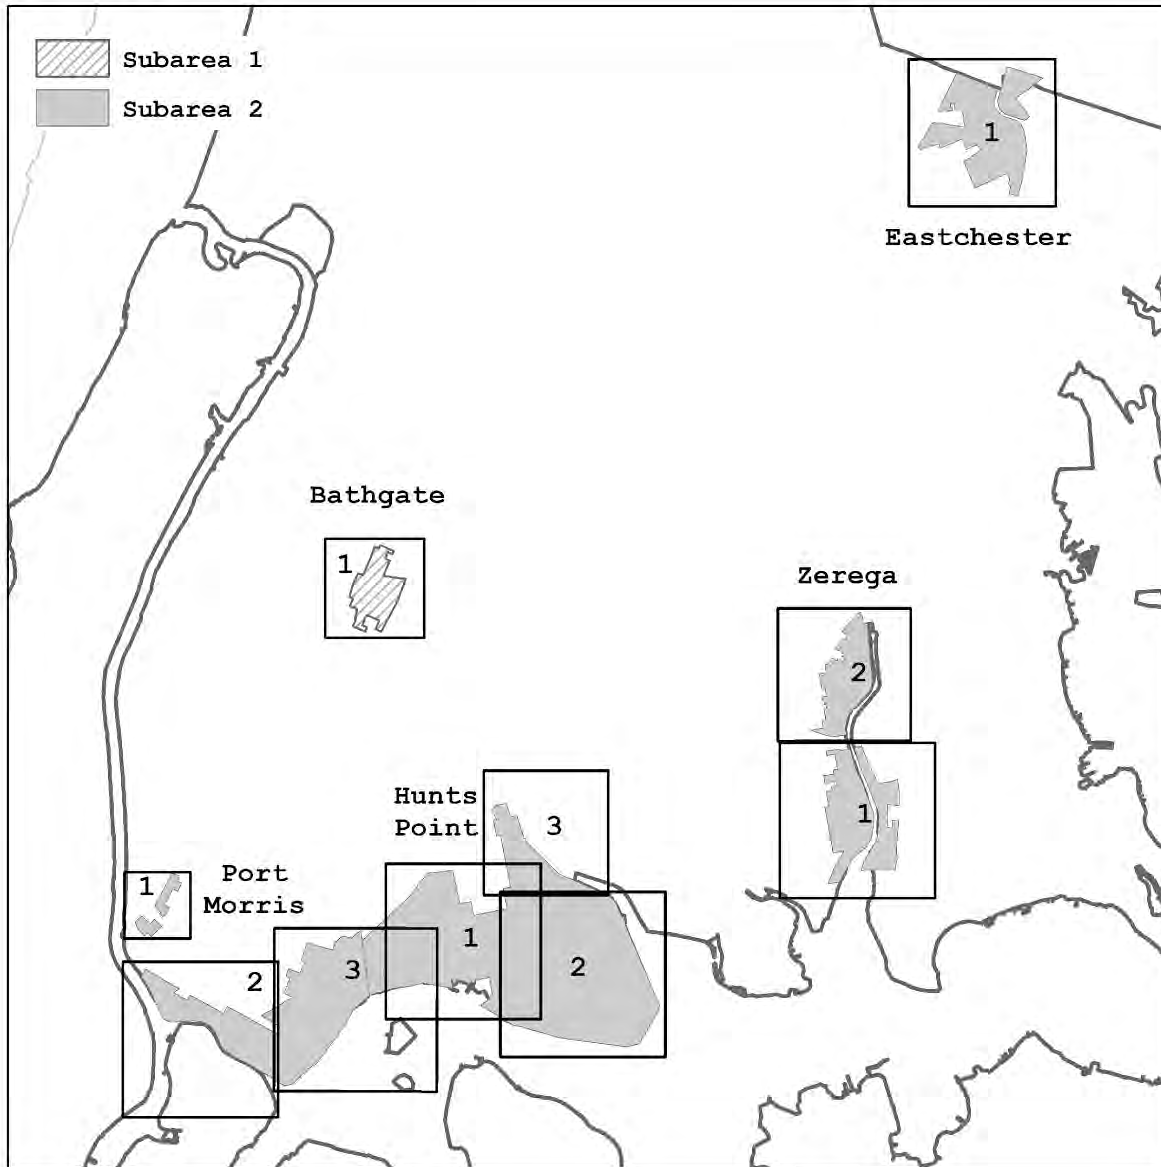 Subarea 1
Subarea 2
1
Eastchester
Bathgate
1
Zerega
2
1
Hunts
Point
3
1
2
Port
Morris
1
2
3